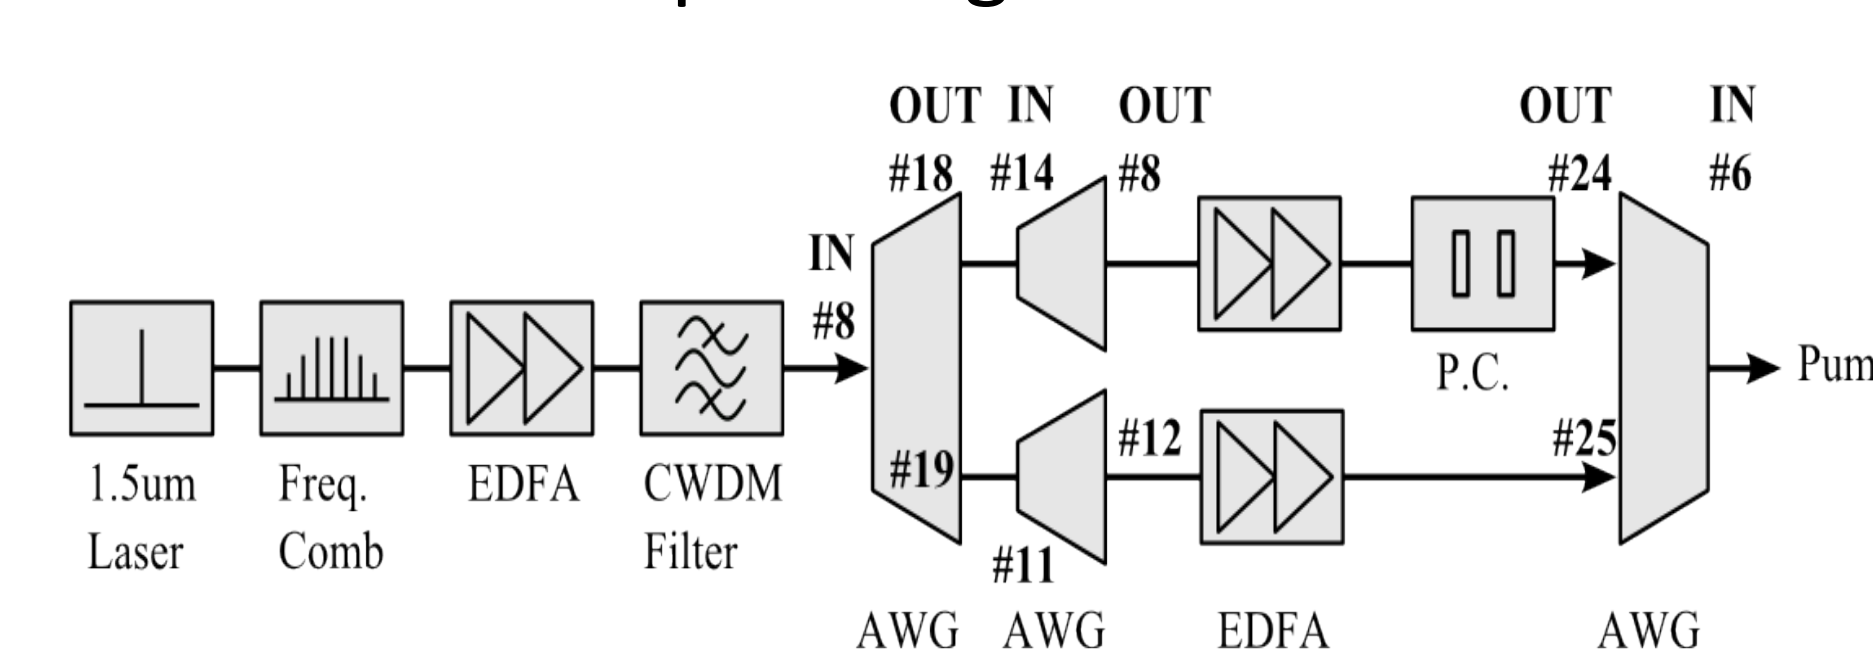 OUT IN OUT OUT IN
#18 #14 #8 #24 #6
IN
#8
P.C.
Pum
#12 #25
#19
1.5um Freq. EDFA CWDM
Laser Comb Filter
#11
AWG AWG EDFA AWG